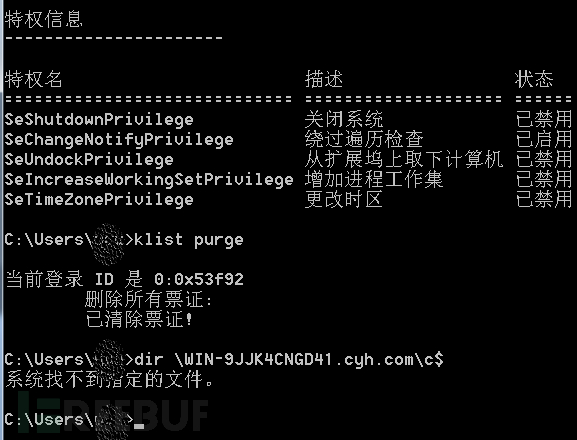 特权信息
----------------------
特权名 描述 状态
============================= ==================== ======
SeShutdownPrivilege 关闭系统 已禁用
SeChangeNotifyPrivilege 绕过遍历检查 已启用
SeUndockPrivilege 从扩展坞上取下计算机 已禁用
SeIncreaseWorkingSetPrivilege 增加进程工作集 已禁用
SeTimeZonePrivilege 更改时区 已禁用
C:\Users\ >klist purge
当前登录 ID 是 0:0x53f92
删除所有票证:
已清除票证!
C:\Users\ >dir \WIN-9JJK4CNGD41.cyh.com\c$
系统找不到指定的文件。
C:\Users\ >_
REEBUF